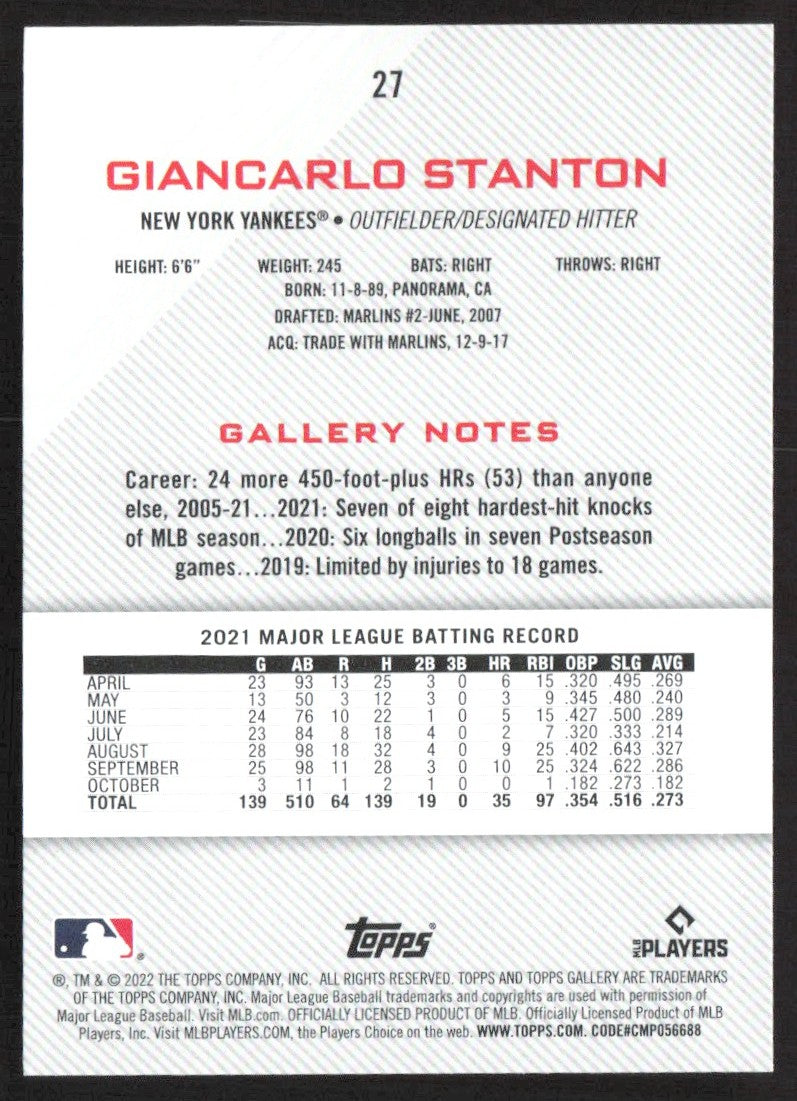 27
GIANCARLO STANTON
NEW YORK YANKEES® • OUTFIELDER/DESIGNATED HITTER
HEIGHT: 6'6" WEIGHT: 245 BATS: RIGHT THROWS: RIGHT
BORN: 11-8-89, PANORAMA, CA
DRAFTED: MARLINS #2-JUNE, 2007
ACQ: TRADE WITH MARLINS, 12-9-17
GALLERY NOTES
Career: 24 more 450-foot-plus HRs (53) than anyone
else, 2005-21...2021: Seven of eight hardest-hit knocks
of MLB season...2020: Six longballs in seven Postseason
games...2019: Limited by injuries to 18 games.
2021 MAJOR LEAGUE BATTING RECORD
G AB R H 2B 3B HR RBI OBP SLG AVG
APRIL 23 93 13 25 3 0 6 15 .320 .495 .269
MAY 13 50 3 12 3 0 3 9 .345 .480 .240
JUNE 24 76 10 22 1 0 5 15 .427 .500 .289
JULY 23 84 8 18 4 0 2 7 .320 .333 .214
AUGUST 28 98 18 32 4 0 9 25 .402 .643 .327
SEPTEMBER 25 98 11 28 3 0 10 25 .324 .622 .286
OCTOBER 3 11 1 2 1 0 0 1 .182 .273 .182
TOTAL 139 510 64 139 19 0 35 97 .354 .516 .273
® Topps® MLB PLAYERS
®, TM & © 2022 THE TOPPS COMPANY, INC. ALL RIGHTS RESERVED. TOPPS AND TOPPS GALLERY ARE TRADEMARKS
OF THE TOPPS COMPANY, INC. Major League Baseball trademarks and copyrights are used with permission of
Major League Baseball. Visit MLB.com. OFFICIALLY LICENSED PRODUCT OF MLB. Officially Licensed Product of MLB
Players, Inc. Visit MLBPLAYERS.COM, the Players Choice on the web. WWW.TOPPS.COM. CODE#CMP056688